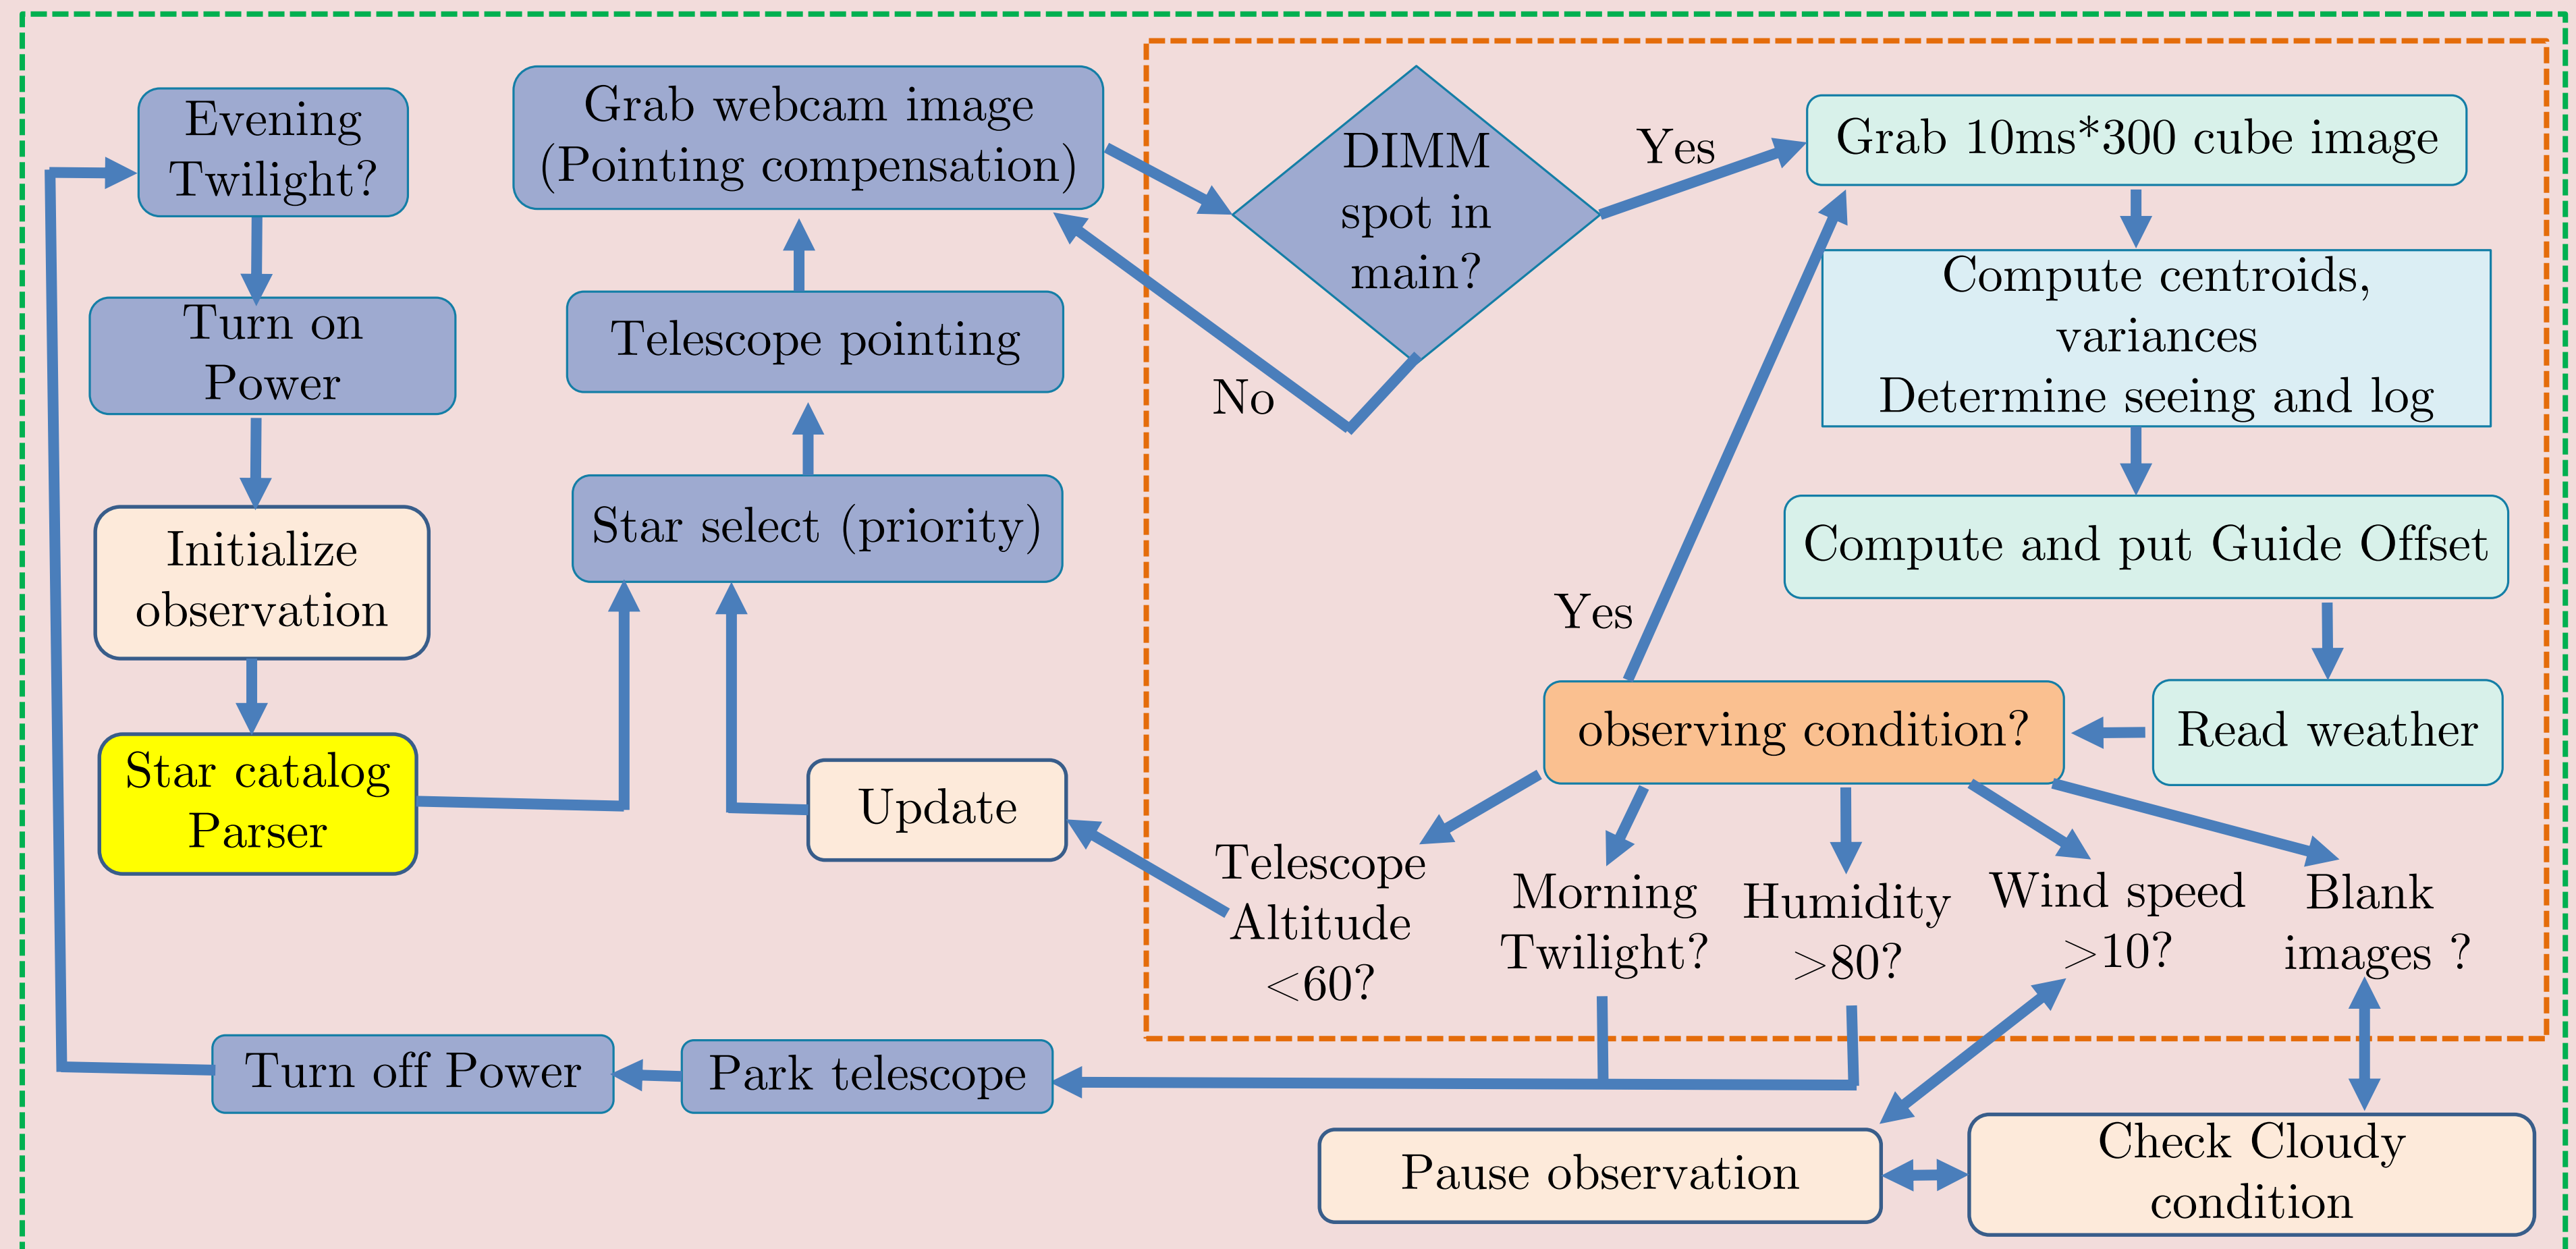 Evening
Twilight?
Turn on
Power
Initialize
observation
Star catalog
Parser
Grab webcam image
(Pointing compensation)
Telescope pointing
Star select (priority)
Update
DIMM
spot in
main?
Yes
No
Grab 10ms*300 cube image
Compute centroids,
variances
Determine seeing and log
Compute and put Guide Offset
Read weather
observing condition?
Yes
Telescope
Altitude
<60?
Morning
Twilight?
Humidity
>80?
Wind speed
>10?
Blank
images ?
Turn off Power
Park telescope
Pause observation
Check Cloudy
condition